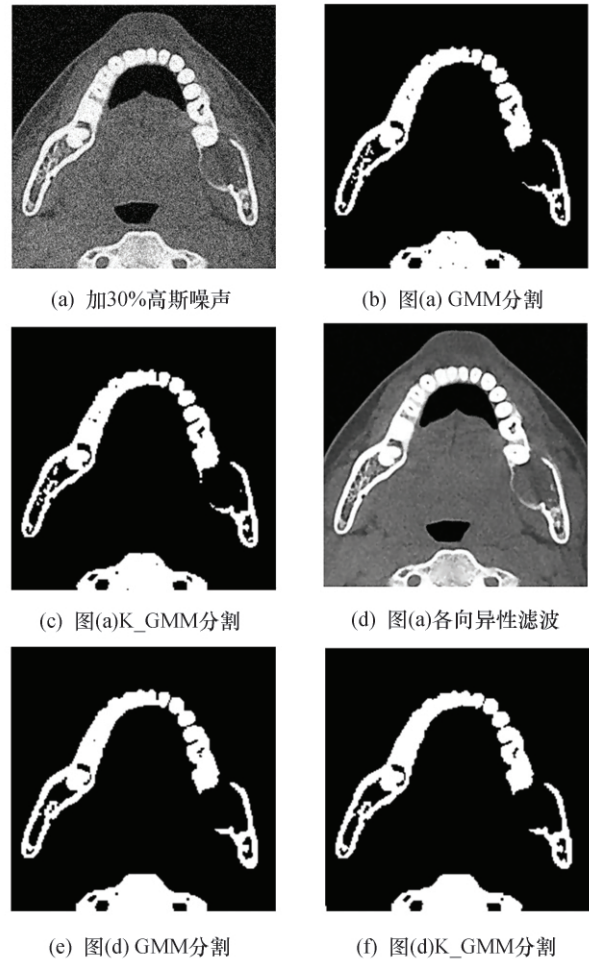 (a) 加30%高斯噪声
(b) 图(a) GMM分割
(c) 图(a)K_GMM分割
(d) 图(a)各向异性滤波
(e) 图(d) GMM分割
(f) 图(d)K_GMM分割